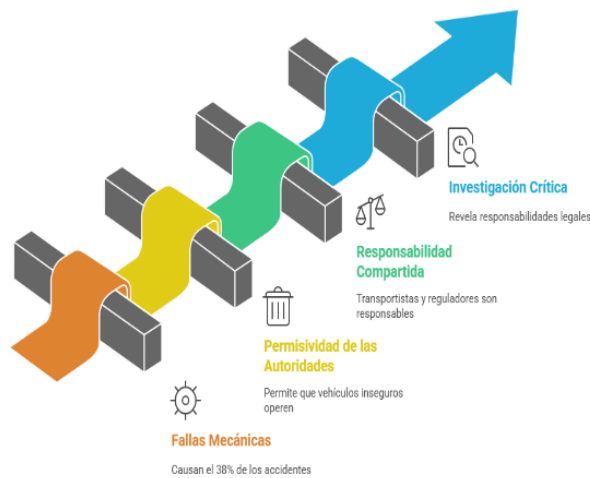 Investigación Crítica
Revela responsabilidades legales
Responsabilidad
Compartida
Transportistas y reguladores son
responsables
Permisividad de las
Autoridades
Permite que vehículos inseguros
operen
Fallas Mecánicas
Causan el 38% de los accidentes